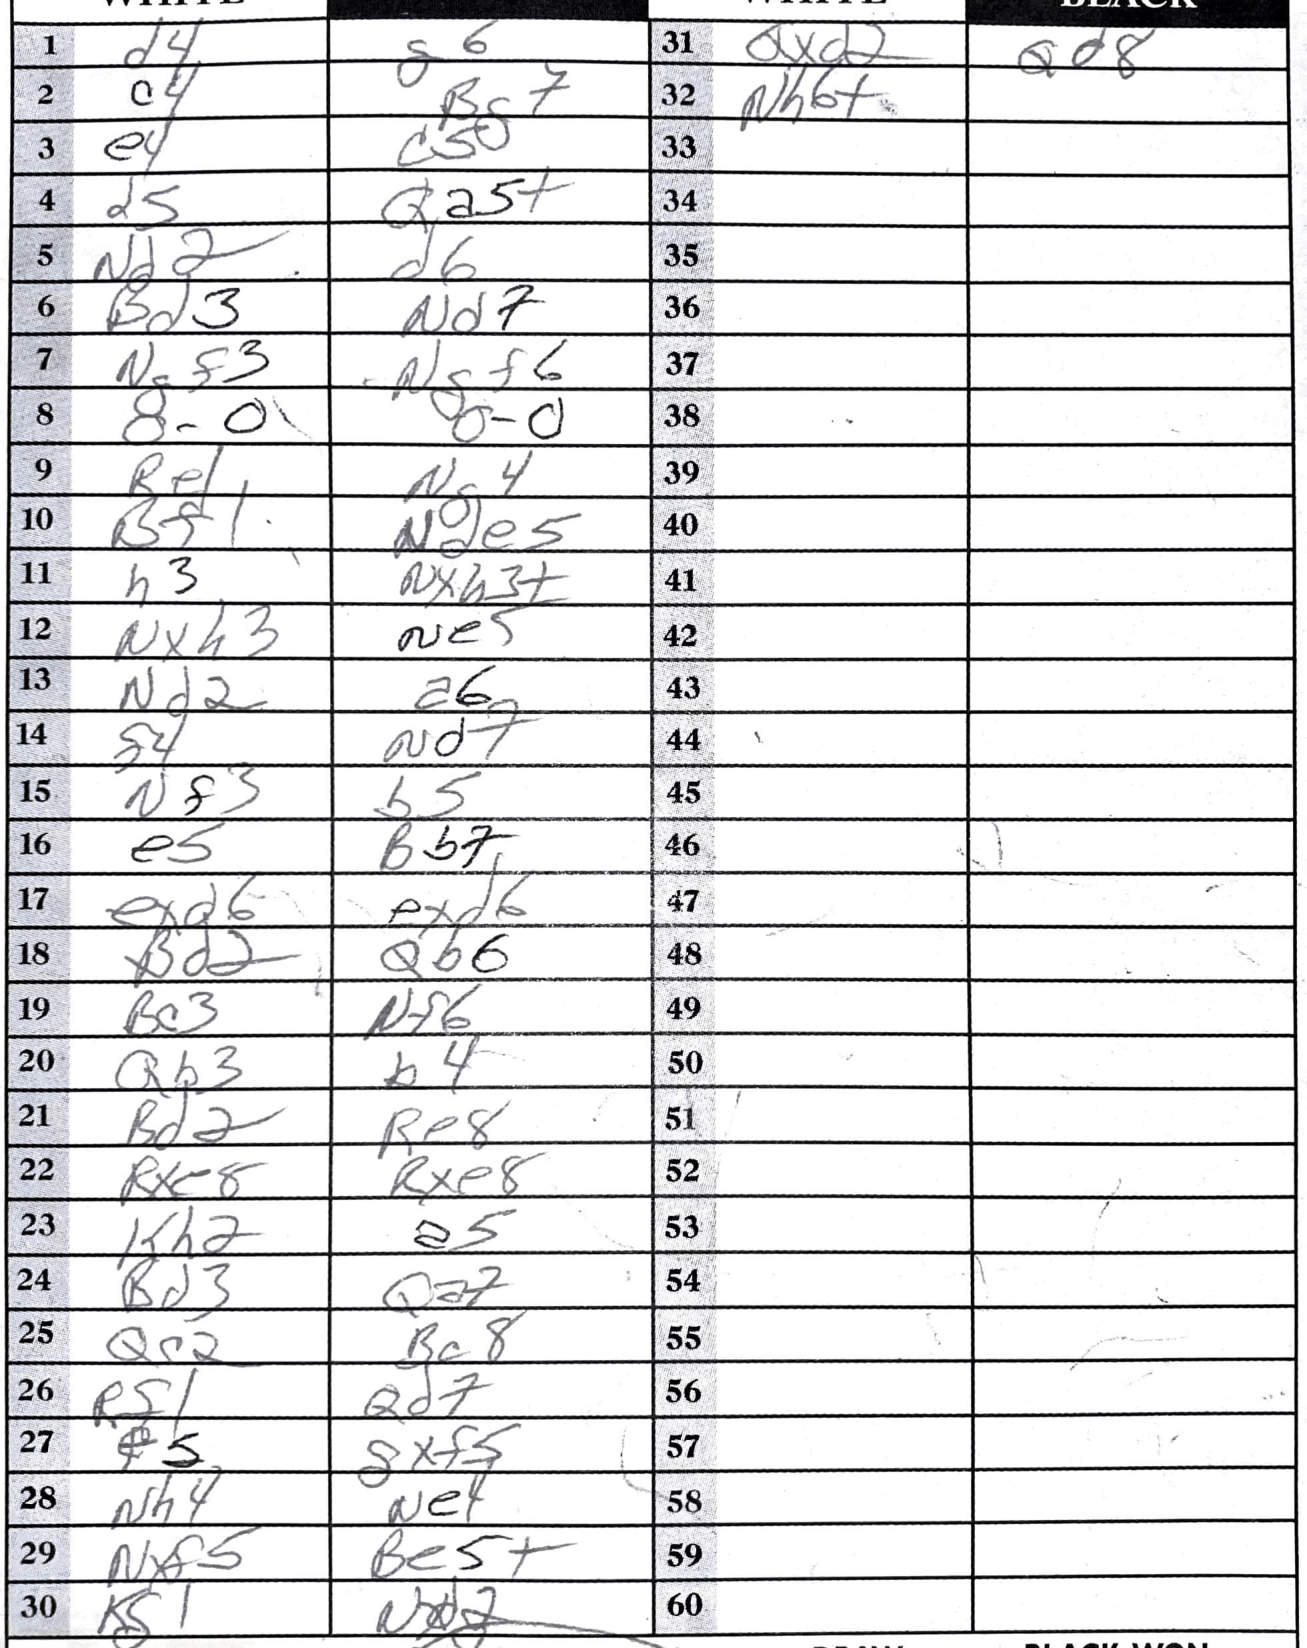 WHITE WHITE BLACK
1 d4 g6 31 Qxd2 Qd8
2 c4 Bg7 32 Nh6+
3 e4 c5 33
4 d5 Qa5+ 34
5 Nd2 d6 35
6 Bd3 Nd7 36
7 Ngf3 Ngf6 37
8 0-0 0-0 38
9 Re1 Ng4 39
10 Bf1 Nde5 40
11 h3 Nxh3+ 41
12 Nxh3 Ne5 42
13 Nd2 a6 43
14 f4 Nd7 44
15 Nf3 b5 45
16 e5 Bb7 46
17 exd6 exd6 47
18 Bd2 Qb6 48
19 Bc3 Nf6 49
20 Qb3 b4 50
21 Bd2 Re8 51
22 Rxe8 Rxe8 52
23 Kh2 a5 53
24 Bd3 Qa7 54
25 Qc2 Bc8 55
26 Rf1 Qd7 56
27 f5 gxf5 57
28 Nh4 Ne4 58
29 Nxf5 Be5+ 59
30 Kg1 Nxd2 60
DRAW BLACK WON